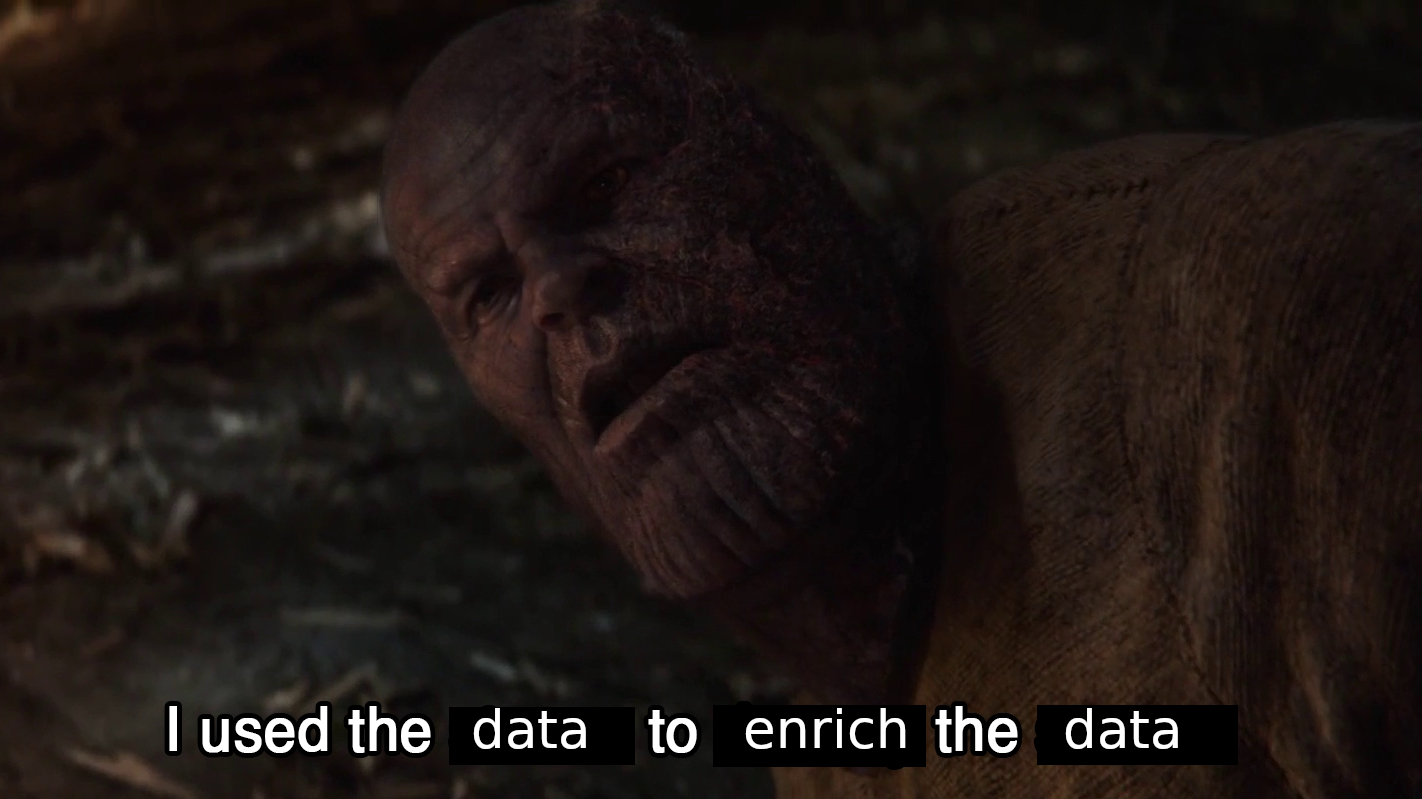 I used the data to enrich the data